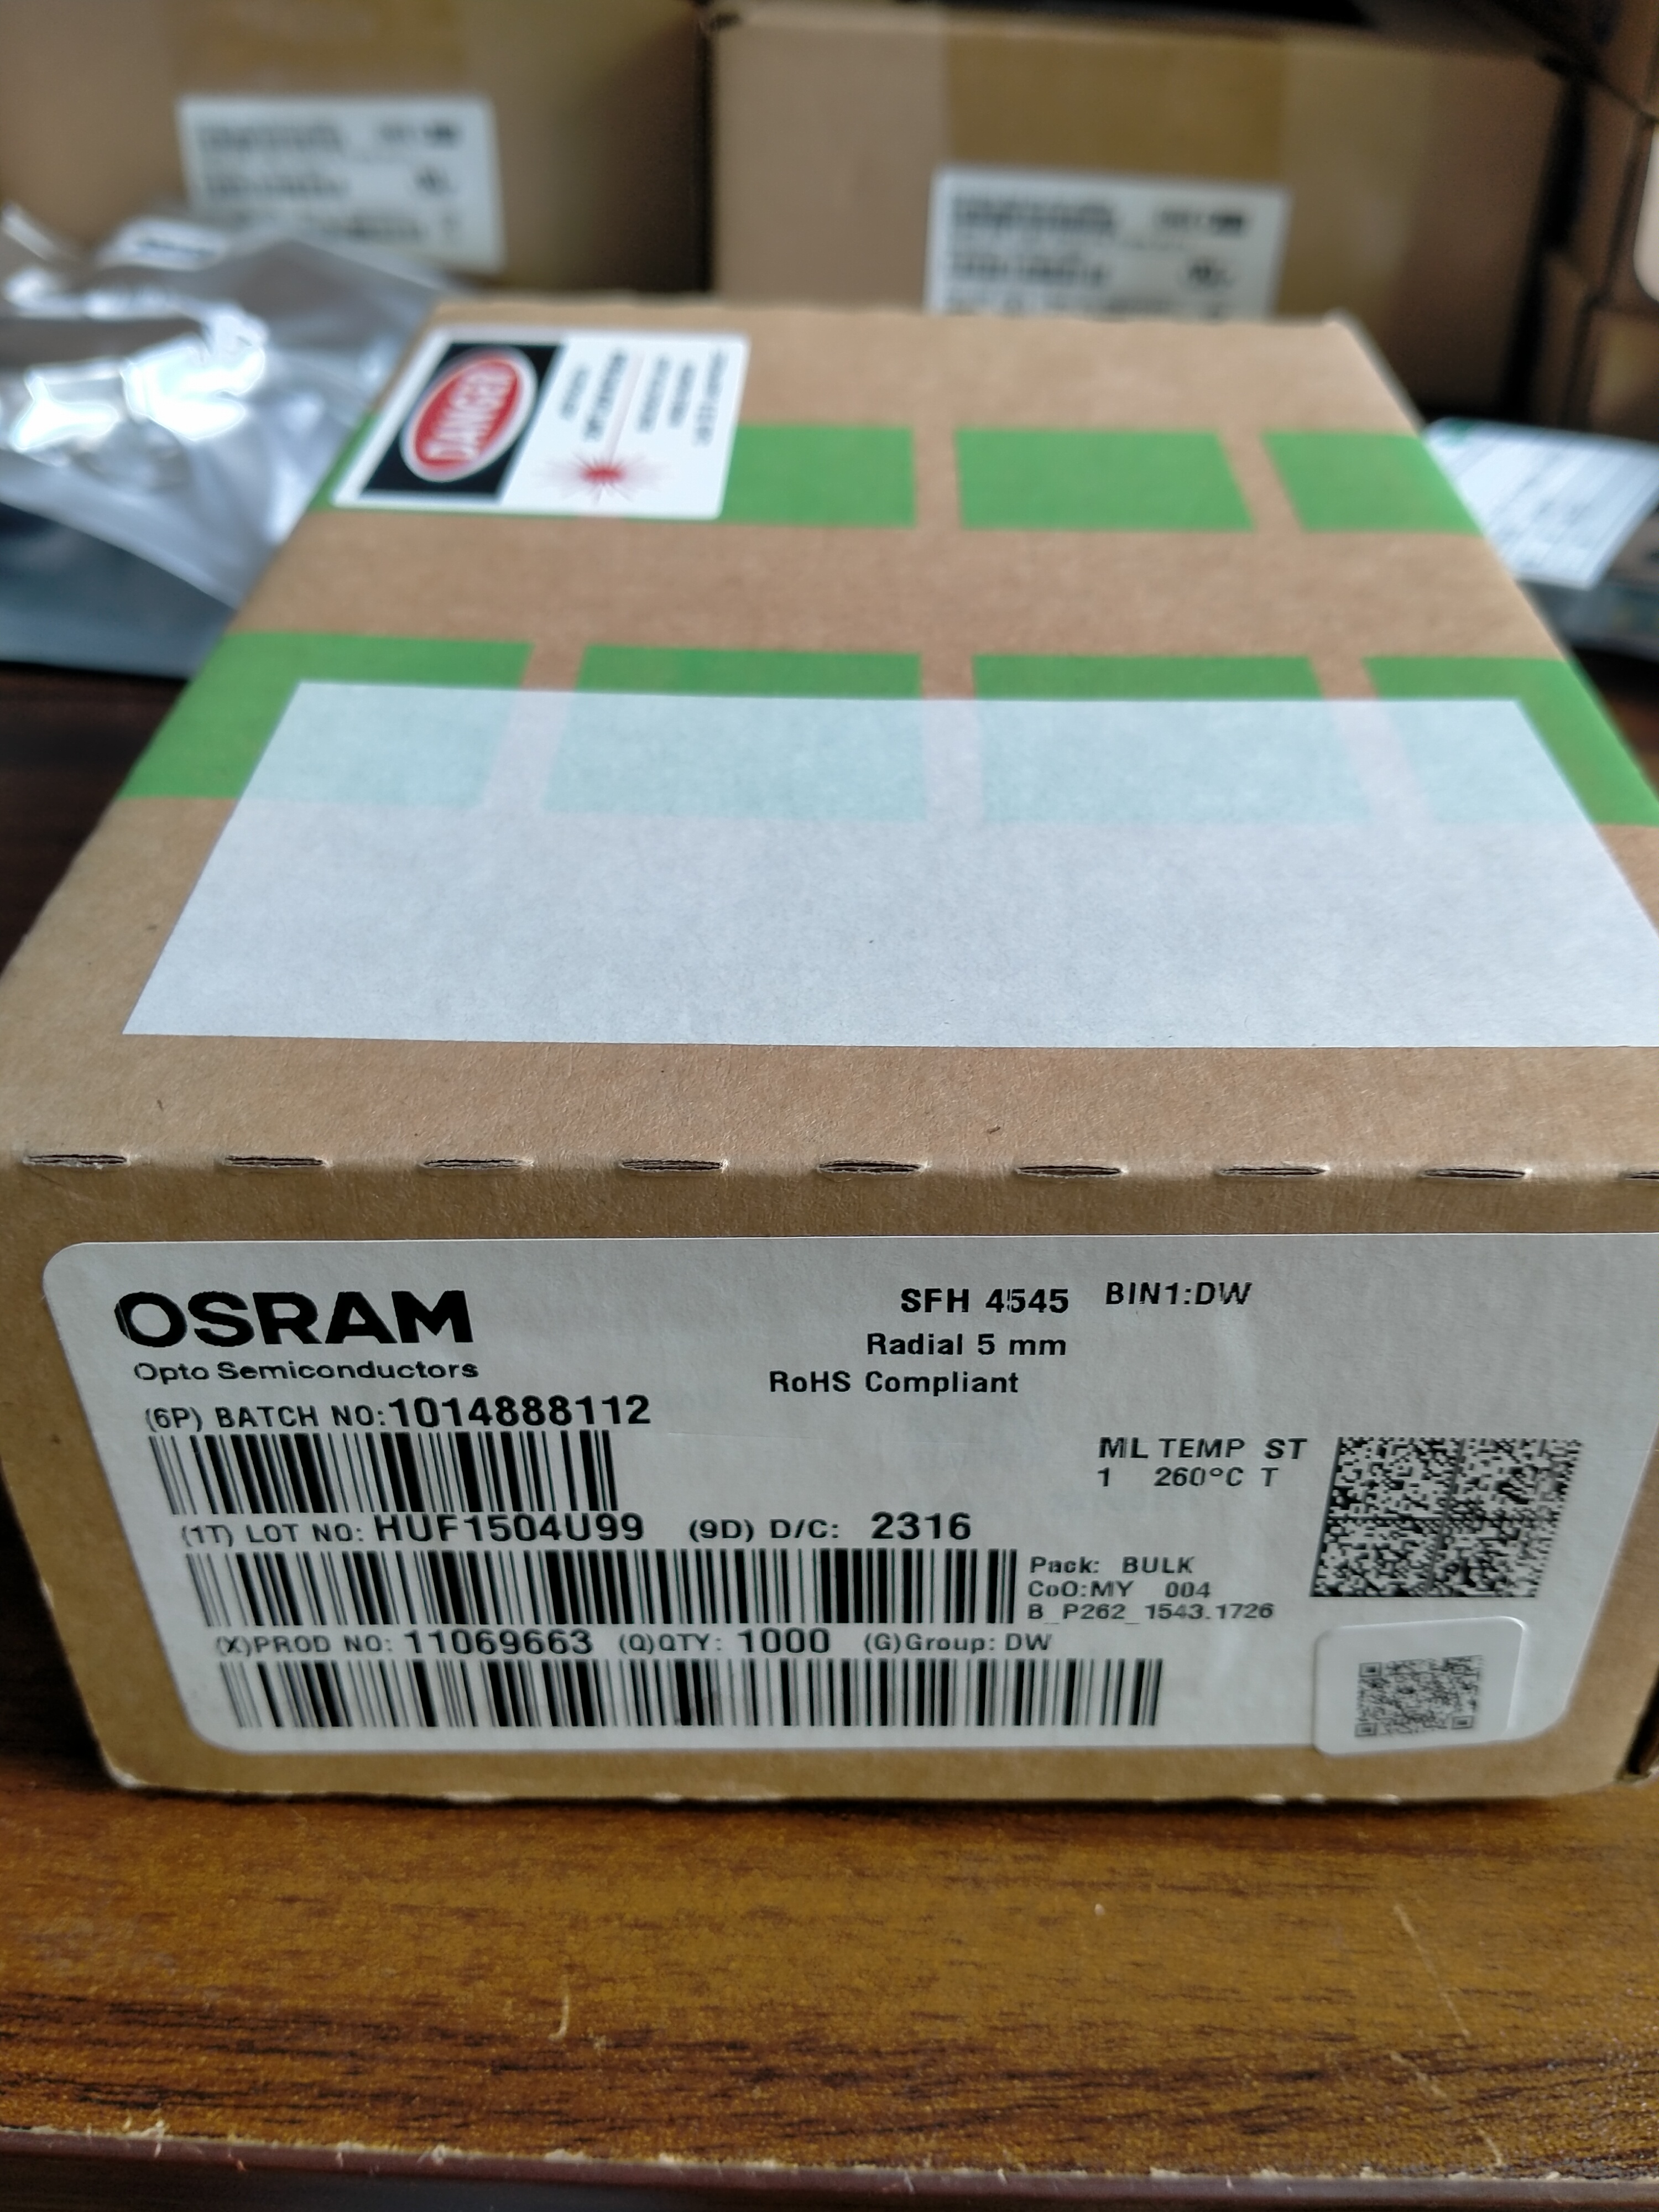 DANGER
OSRAM
Opto Semiconductors
SFH 4545 BIN1:DW
Radial 5 mm
RoHS Compliant
(6P) BATCH NO:1014888112
ML TEMP ST
1 260°C T
(1T) LOT NO: HUF1504U99 (9D) D/C: 2316
Pack: BULK
CoO:MY 004
B_P262_1543.1726
(X)PROD NO: 11069663 (Q)QTY: 1000 (G)Group: DW